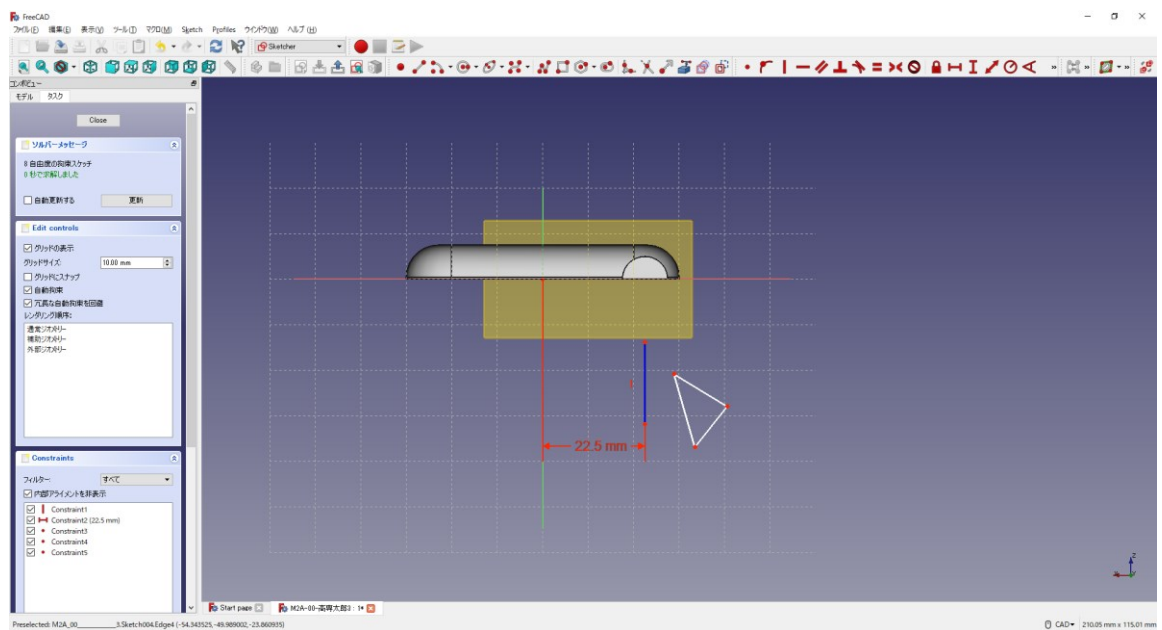 FreeCAD
ファイル(F) 編集(E) 表示(V) ツール(T) マクロ(M) Sketch Profiles ウインドウ(W) ヘルプ(H)
Sketcher
コンボビュー
モデル タスク
Close
ソルバーメッセージ
8 自由度の拘束スケッチ
0 秒で求解しました
自動更新する 更新
Edit controls
グリッドの表示
グリッドサイズ: 10.00 mm
グリッドにスナップ
自動拘束
冗長な自動拘束を回避
レンダリング順序:
通常ジオメトリー
補助ジオメトリー
外部ジオメトリー
Constraints
フィルター: すべて
内部アライメントを非表示
Constraint1
Constraint2 (22.5 mm)
Constraint3
Constraint4
Constraint5
22.5 mm
z
Start page M2A-00-高専太郎3 : 1*
Preselected: M2A_00_________3.Sketch004.Edge4 (-54.343525,-49.989002,-23.860935) CAD 210.05 mm x 115.01 mm